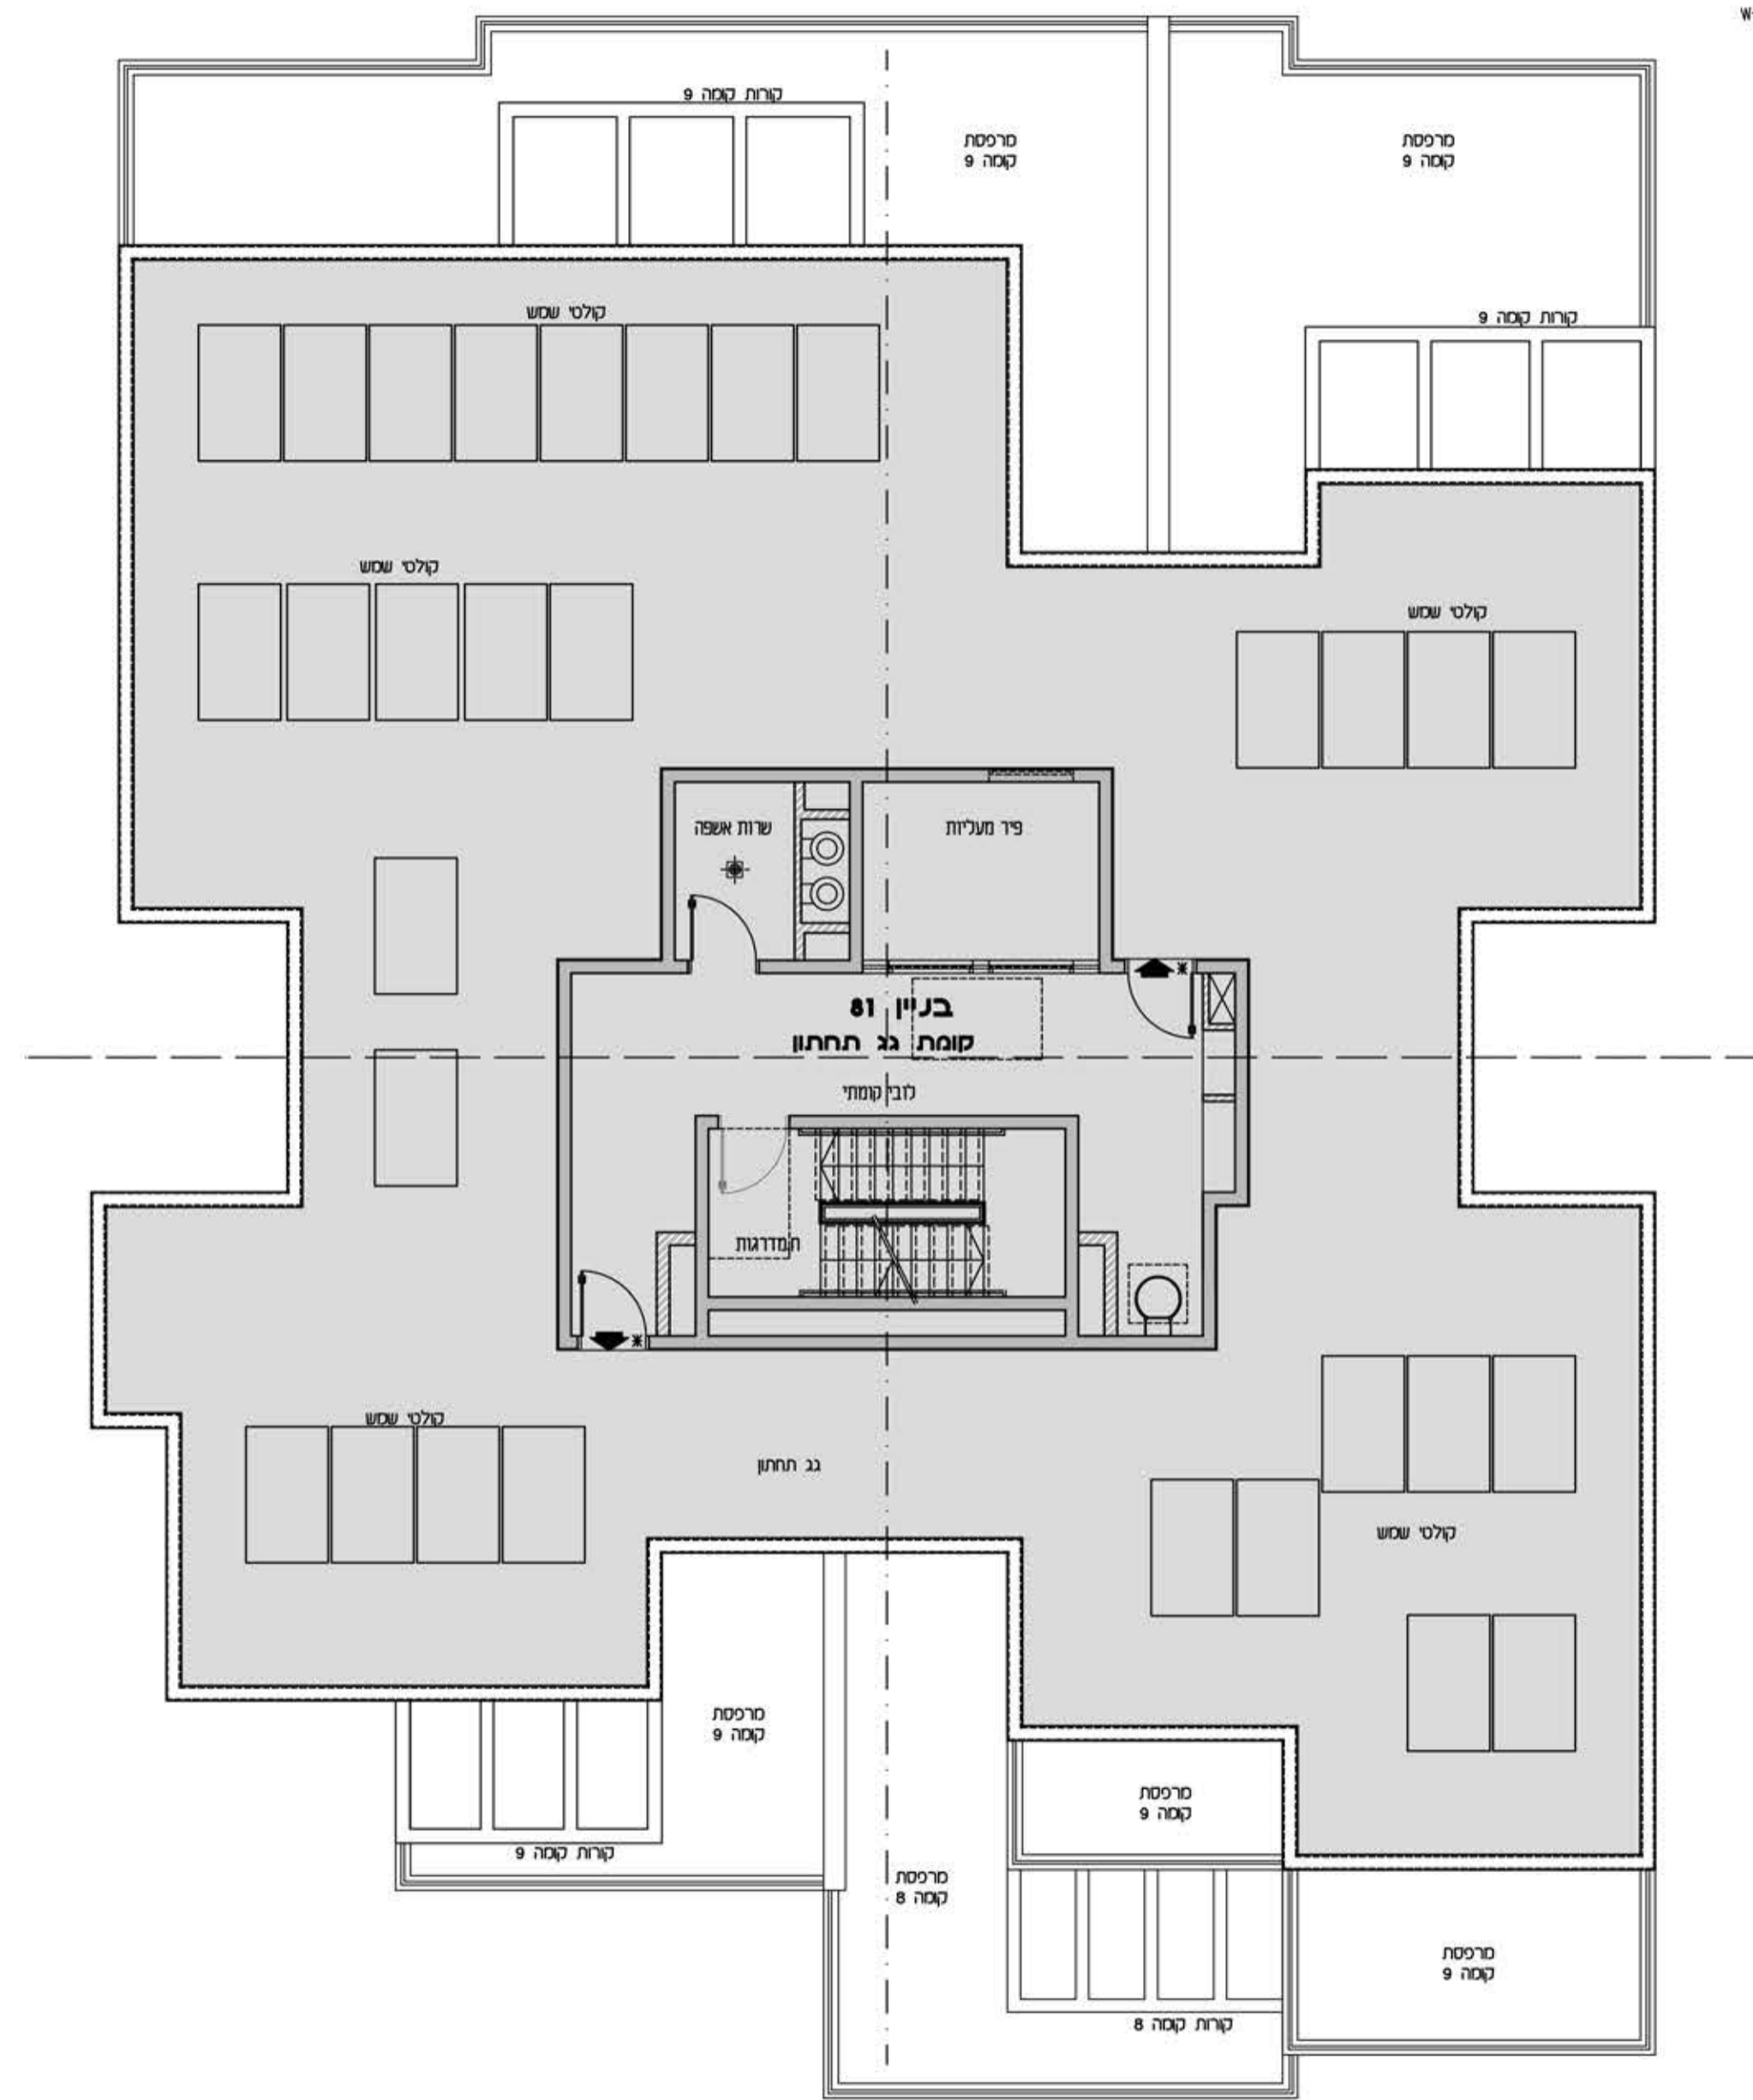 קורות קומה 9
מרפסת
קומה 9
מרפסת
קומה 9
קולטי שמש
קורות קומה 9
קולטי שמש
קולטי שמש
שרות אשפה
פיר מעליות
בניין 81
קומת גג תחתון
לובי קומתי
ח.מדרגות
קולטי שמש
גג תחתון
קולטי שמש
מרפסת
קומה 9
מרפסת
קומה 9
קורות קומה 9
מרפסת
קומה 8
מרפסת
קומה 9
קורות קומה 8